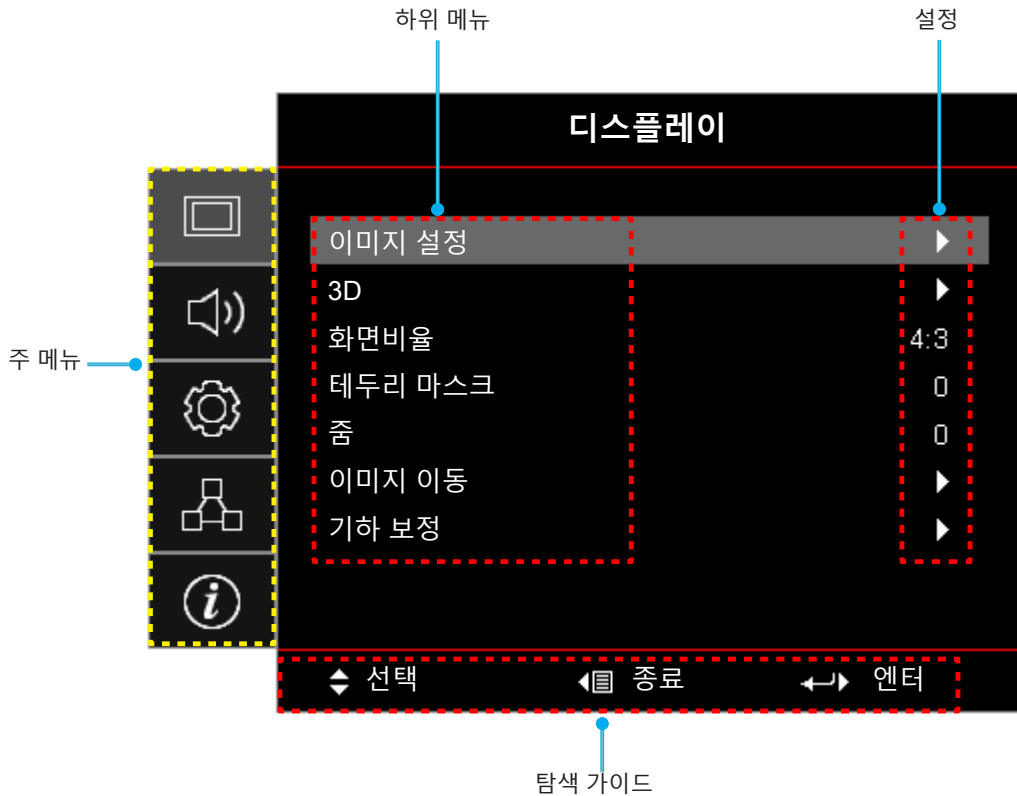 하위 메뉴
설정
디스플레이
주 메뉴
이미지 설정
3D
화면비율 4:3
테두리 마스크 0
줌 0
이미지 이동
기하 보정
선택 종료 엔터
탐색 가이드